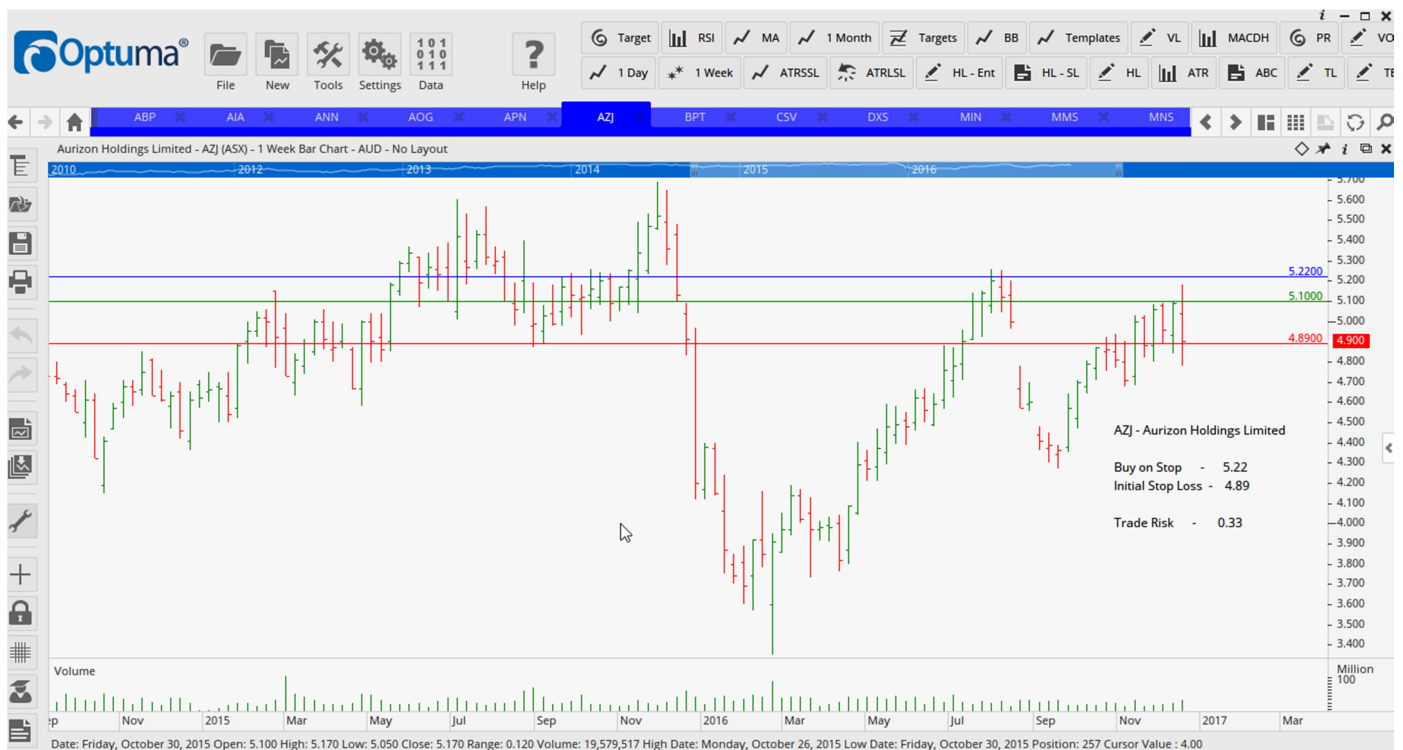 i
Optuma®
File
New
Tools
Settings
101
010
111
Data
?
Help
Target RSI MA 1 Month Targets BB Templates VL MACDH PR VO
1 Day 1 Week ATRSSL ATRLSL HL - Ent HL - SL HL ATR ABC TL TE
ABP AIA ANN AOG APN AZJ BPT CSV DXS MIN MMS MNS
Aurizon Holdings Limited - AZJ (ASX) - 1 Week Bar Chart - AUD - No Layout
i
2010 2012 2013 2014 2015 2016
5.700
5.600
5.500
5.400
5.300
5.2200
5.200
5.1000
5.100
5.000
4.8900
4.900
4.800
4.700
4.600
4.500
AZJ - Aurizon Holdings Limited
4.400
Buy on Stop - 5.22
4.300
Initial Stop Loss - 4.89
4.200
4.100
Trade Risk - 0.33
4.000
3.900
3.800
3.700
3.600
3.500
3.400
Volume
Million
100
ep Nov 2015 Mar May Jul Sep Nov 2016 Mar May Jul Sep Nov 2017 Mar
Date: Friday, October 30, 2015 Open: 5.100 High: 5.170 Low: 5.050 Close: 5.170 Range: 0.120 Volume: 19,579,517 High Date: Monday, October 26, 2015 Low Date: Friday, October 30, 2015 Position: 257 Cursor Value : 4.00